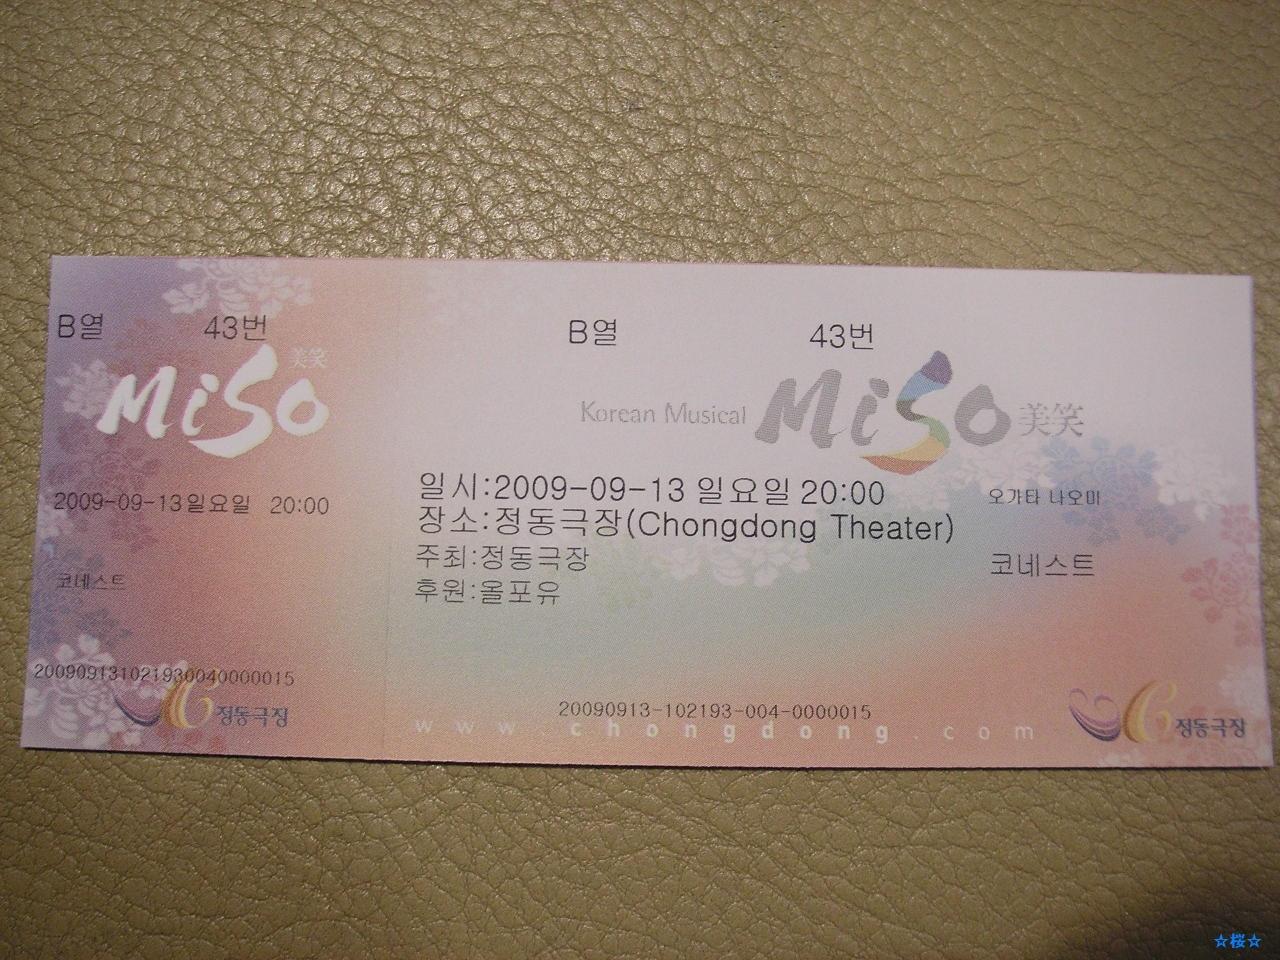 B열 43번
美笑
MiSo
2009-09-13 일요일 20:00
코네스트
20090913102193004000015
정동극장
B열 43번
Korean Musical MiSo 美笑
일시:2009-09-13 일요일 20:00
오가타 나오미
장소:정동극장(Chongdong Theater)
주최:정동극장
코네스트
후원:올포유
20090913-102193-004-0000015
www.chongdong.com
정동극장
☆桜☆